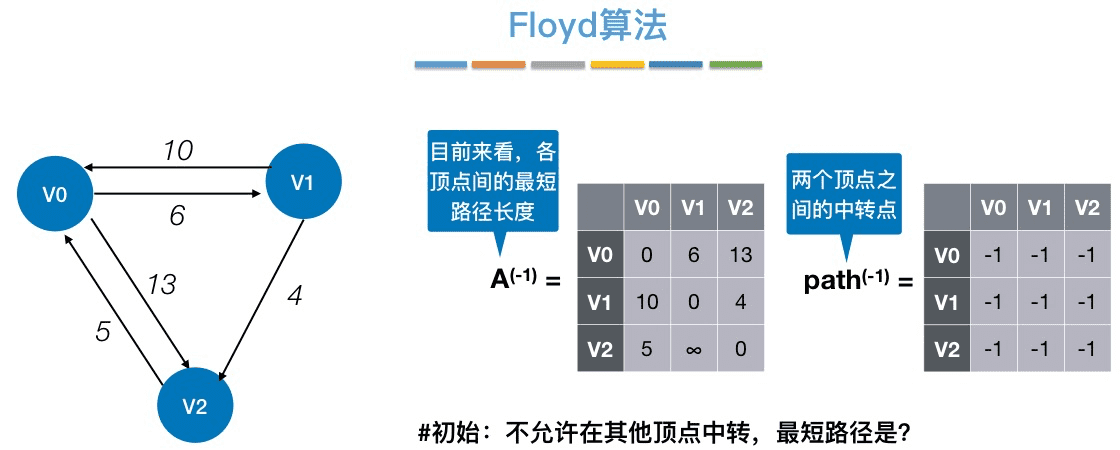 Floyd算法
10
6
13
5
4
V0
V1
V2
目前来看，各
顶点间的最短
路径长度
A(-1) =
V0 V1 V2
V0 0 6 13
V1 10 0 4
V2 5 ∞ 0
两个顶点之
间的中转点
path(-1) =
V0 V1 V2
V0 -1 -1 -1
V1 -1 -1 -1
V2 -1 -1 -1
#初始：不允许在其他顶点中转，最短路径是？